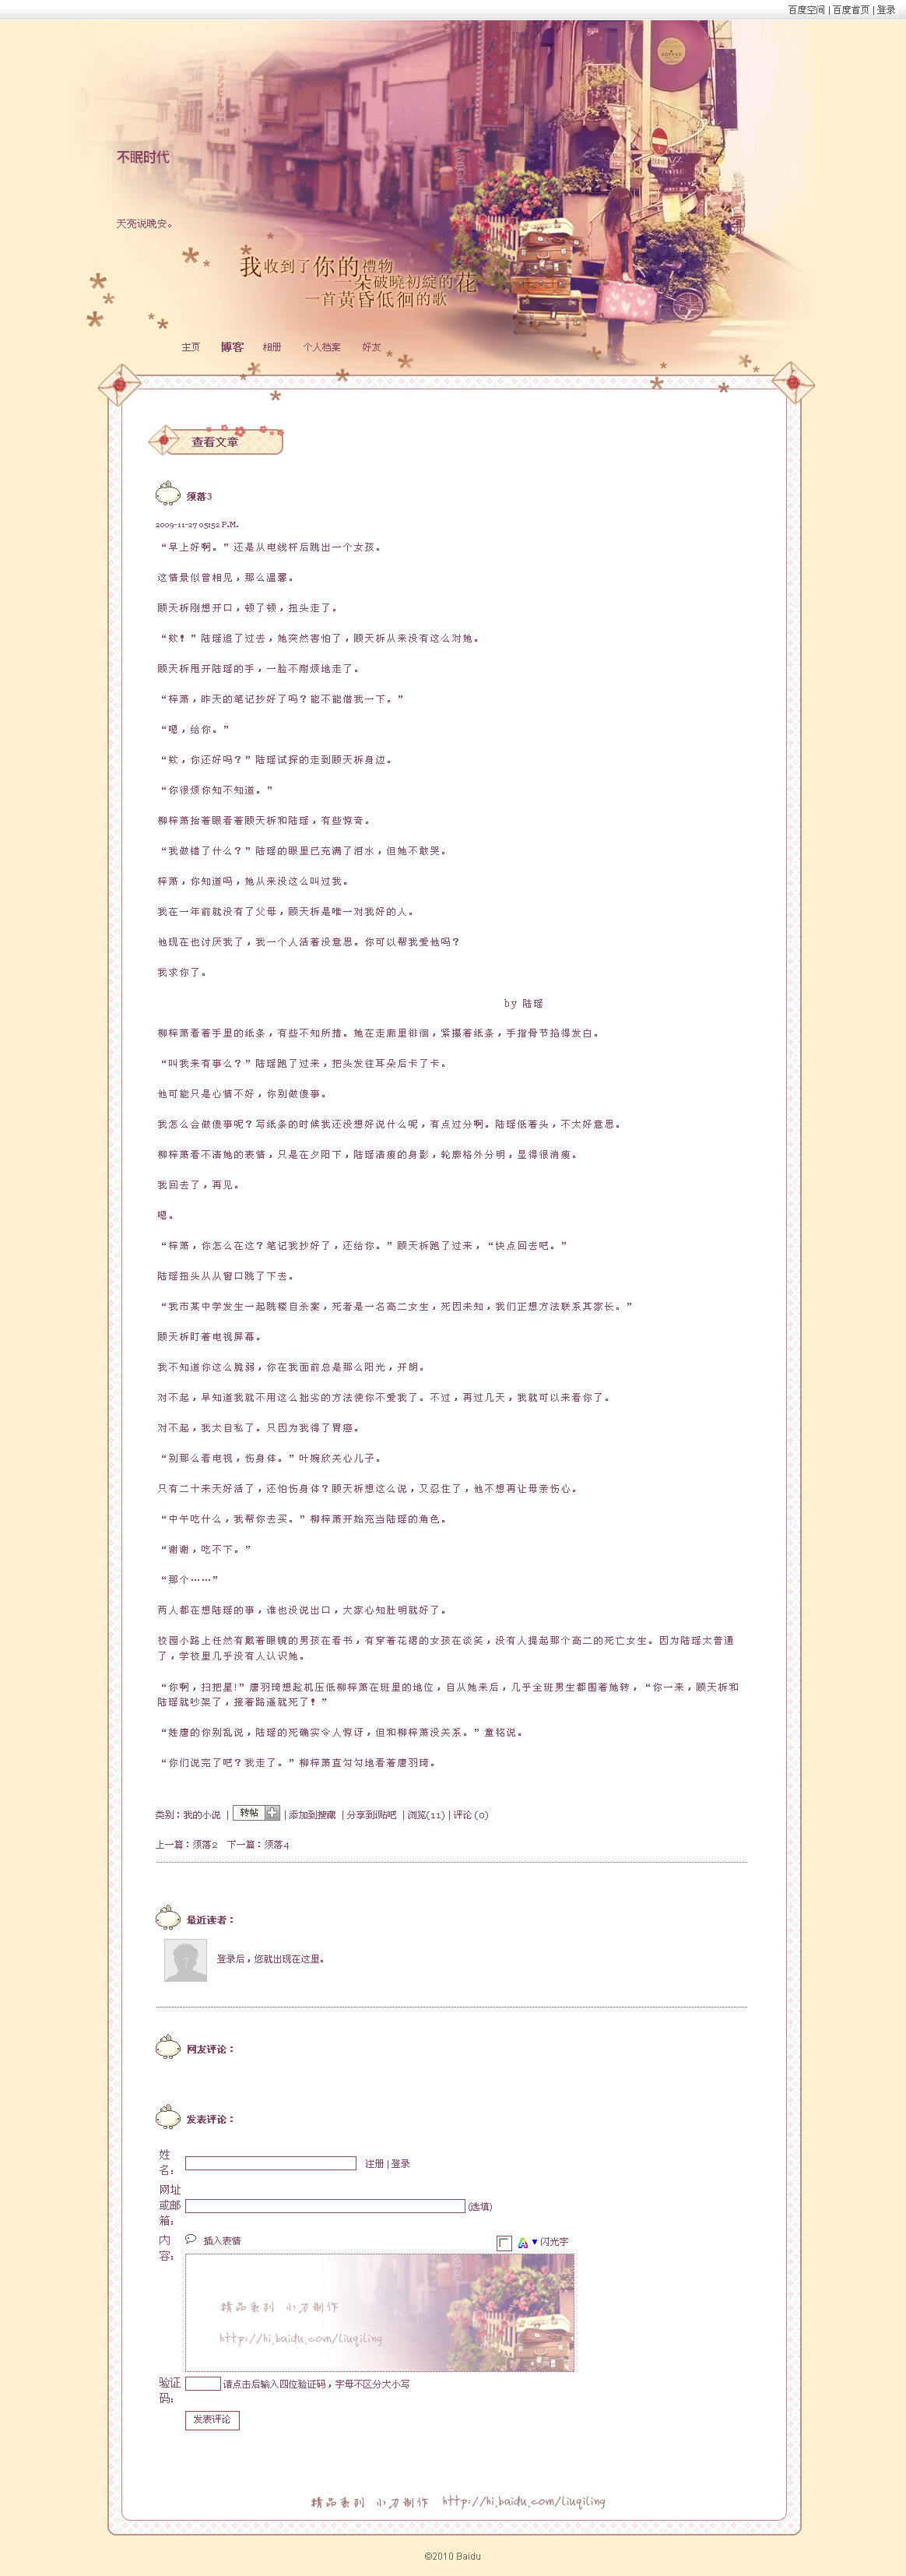 百度空间 | 百度首页 | 登录
不眠时代
天亮说晚安。
我收到了你的禮物
一朵破晓初綻的花
一首黃昏低徊的歌
主页 博客 相册 个人档案 好友
查看文章
须落3
2009-11-27 05:52 P.M.
“早上好啊。”还是从电线杆后跳出一个女孩。
这情景似曾相见，那么温馨。
顾天柝刚想开口，顿了顿，扭头走了。
“欸！”陆瑶追了过去，她突然害怕了，顾天柝从来没有这么对她。
顾天柝甩开陆瑶的手，一脸不耐烦地走了。
“梓萧，昨天的笔记抄好了吗？能不能借我一下。”
“嗯，给你。”
“欸，你还好吗？”陆瑶试探的走到顾天柝身边。
“你很烦你知不知道。”
柳梓萧抬着眼看着顾天柝和陆瑶，有些惊奇。
“我做错了什么？”陆瑶的眼里已充满了泪水，但她不敢哭。
梓萧，你知道吗，她从来没这么叫过我。
我在一年前就没有了父母，顾天柝是唯一对我好的人。
他现在也讨厌我了，我一个人活着没意思。你可以帮我爱他吗？
我求你了。
by 陆瑶
柳梓萧看着手里的纸条，有些不知所措。她在走廊里徘徊，紧攥着纸条，手指骨节掐得发白。
“叫我来有事么？”陆瑶跑了过来，把头发往耳朵后卡了卡。
他可能只是心情不好，你别做傻事。
我怎么会做傻事呢？写纸条的时候我还没想好说什么呢，有点过分啊。陆瑶低着头，不太好意思。
柳梓萧看不清她的表情，只是在夕阳下，陆瑶清瘦的身影，轮廓格外分明，显得很消瘦。
我回去了，再见。
嗯。
“梓萧，你怎么在这？笔记我抄好了，还给你。”顾天柝跑了过来，“快点回去吧。”
陆瑶扭头从从窗口跳了下去。
“我市某中学发生一起跳楼自杀案，死者是一名高二女生，死因未知，我们正想方法联系其家长。”
顾天柝盯着电视屏幕。
我不知道你这么脆弱，你在我面前总是那么阳光，开朗。
对不起，早知道我就不用这么拙劣的方法使你不爱我了。不过，再过几天，我就可以来看你了。
对不起，我太自私了。只因为我得了胃癌。
“别那么看电视，伤身体。”叶婉欣关心儿子。
只有二十来天好活了，还怕伤身体？顾天柝想这么说，又忍住了，他不想再让母亲伤心。
“中午吃什么，我帮你去买。”柳梓萧开始充当陆瑶的角色。
“谢谢，吃不下。”
“那个……”
两人都在想陆瑶的事，谁也没说出口，大家心知肚明就好了。
校园小路上任然有戴着眼镜的男孩在看书，有穿着花裙的女孩在谈笑，没有人提起那个高二的死亡女生。因为陆瑶太普通
了，学校里几乎没有人认识她。
“你啊，扫把星!”唐羽琦想趁机压低柳梓萧在班里的地位，自从她来后，几乎全班男生都围着她转，“你一来，顾天柝和
陆瑶就吵架了，接着路遥就死了！”
“姓唐的你别乱说，陆瑶的死确实令人惊讶，但和柳梓萧没关系。”童铭说。
“你们说完了吧？我走了。”柳梓萧直勾勾地看着唐羽琦。
类别：我的小说 | 转帖 | 添加到搜藏 | 分享到i贴吧 | 浏览(11) | 评论 (0)
上一篇：须落2 下一篇：须落4
最近读者：
登录后，您就出现在这里。
网友评论：
发表评论：
姓
名：
注册 | 登录
网址
或邮
箱：
(选填)
内
容：
插入表情
闪光字
精品系列 小刀制作
http://hi.baidu.com/liuqiling
验证
码：
请点击后输入四位验证码，字母不区分大小写
发表评论
精品系列 小刀制作 http://hi.baidu.com/liuqiling
©2010 Baidu